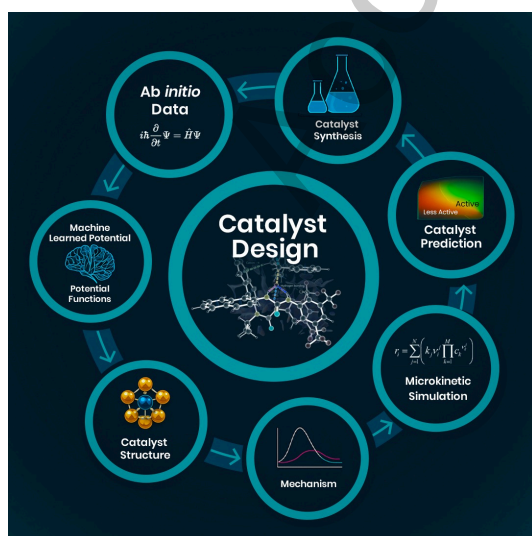 Catalyst
Design
Ab initio
Data
iħ ∂/∂t Ψ = ĤΨ
Machine
Learned Potential
Potential
Functions
Catalyst
Structure
Mechanism
Microkinetic
Simulation
Catalyst
Prediction
Active
Less Active
Catalyst
Synthesis